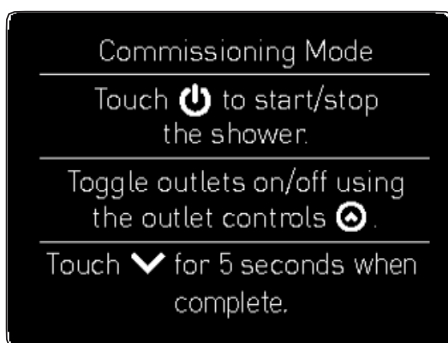 Commissioning Mode
Touch to start/stop
the shower.
Toggle outlets on/off using
the outlet controls .
Touch for 5 seconds when
complete.